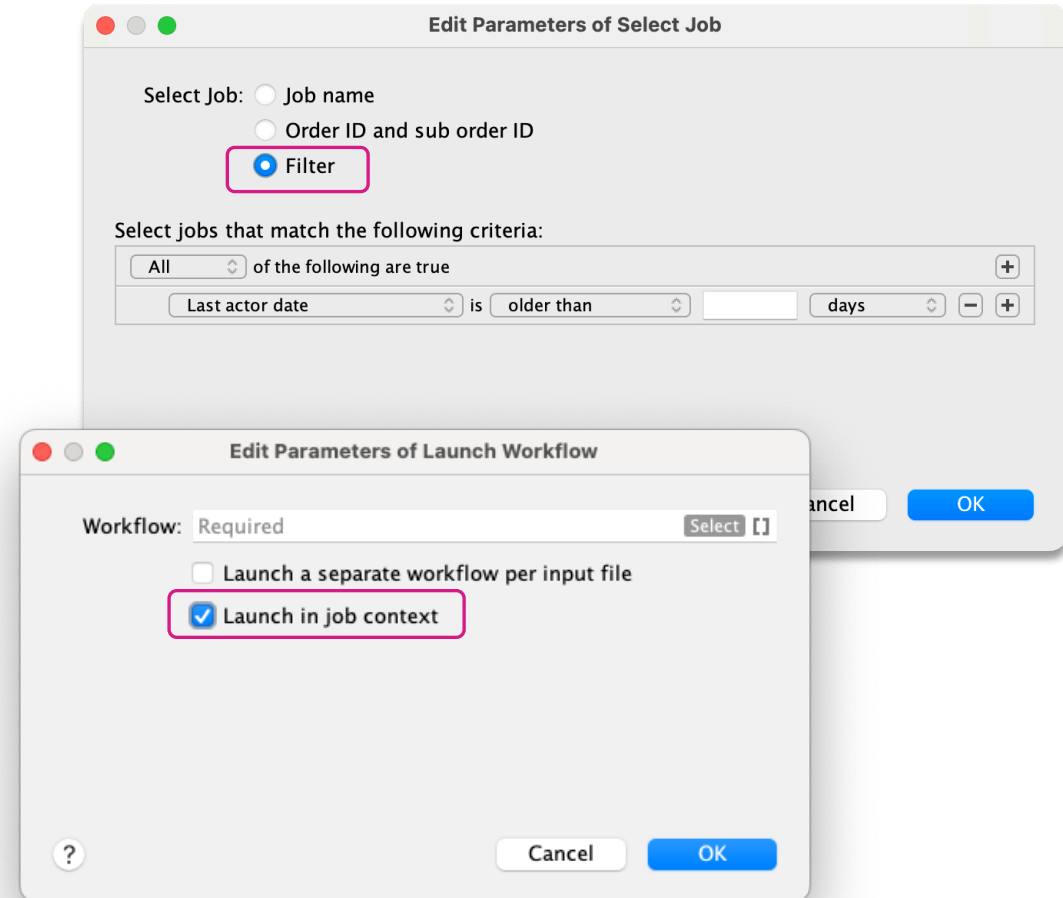 Edit Parameters of Select Job
Select Job: Job name
Order ID and sub order ID
Filter
Select jobs that match the following criteria:
All of the following are true +
Last actor date is older than days − +
OK
Edit Parameters of Launch Workflow
Workflow: Required Select []
Launch a separate workflow per input file
Launch in job context
? Cancel OK